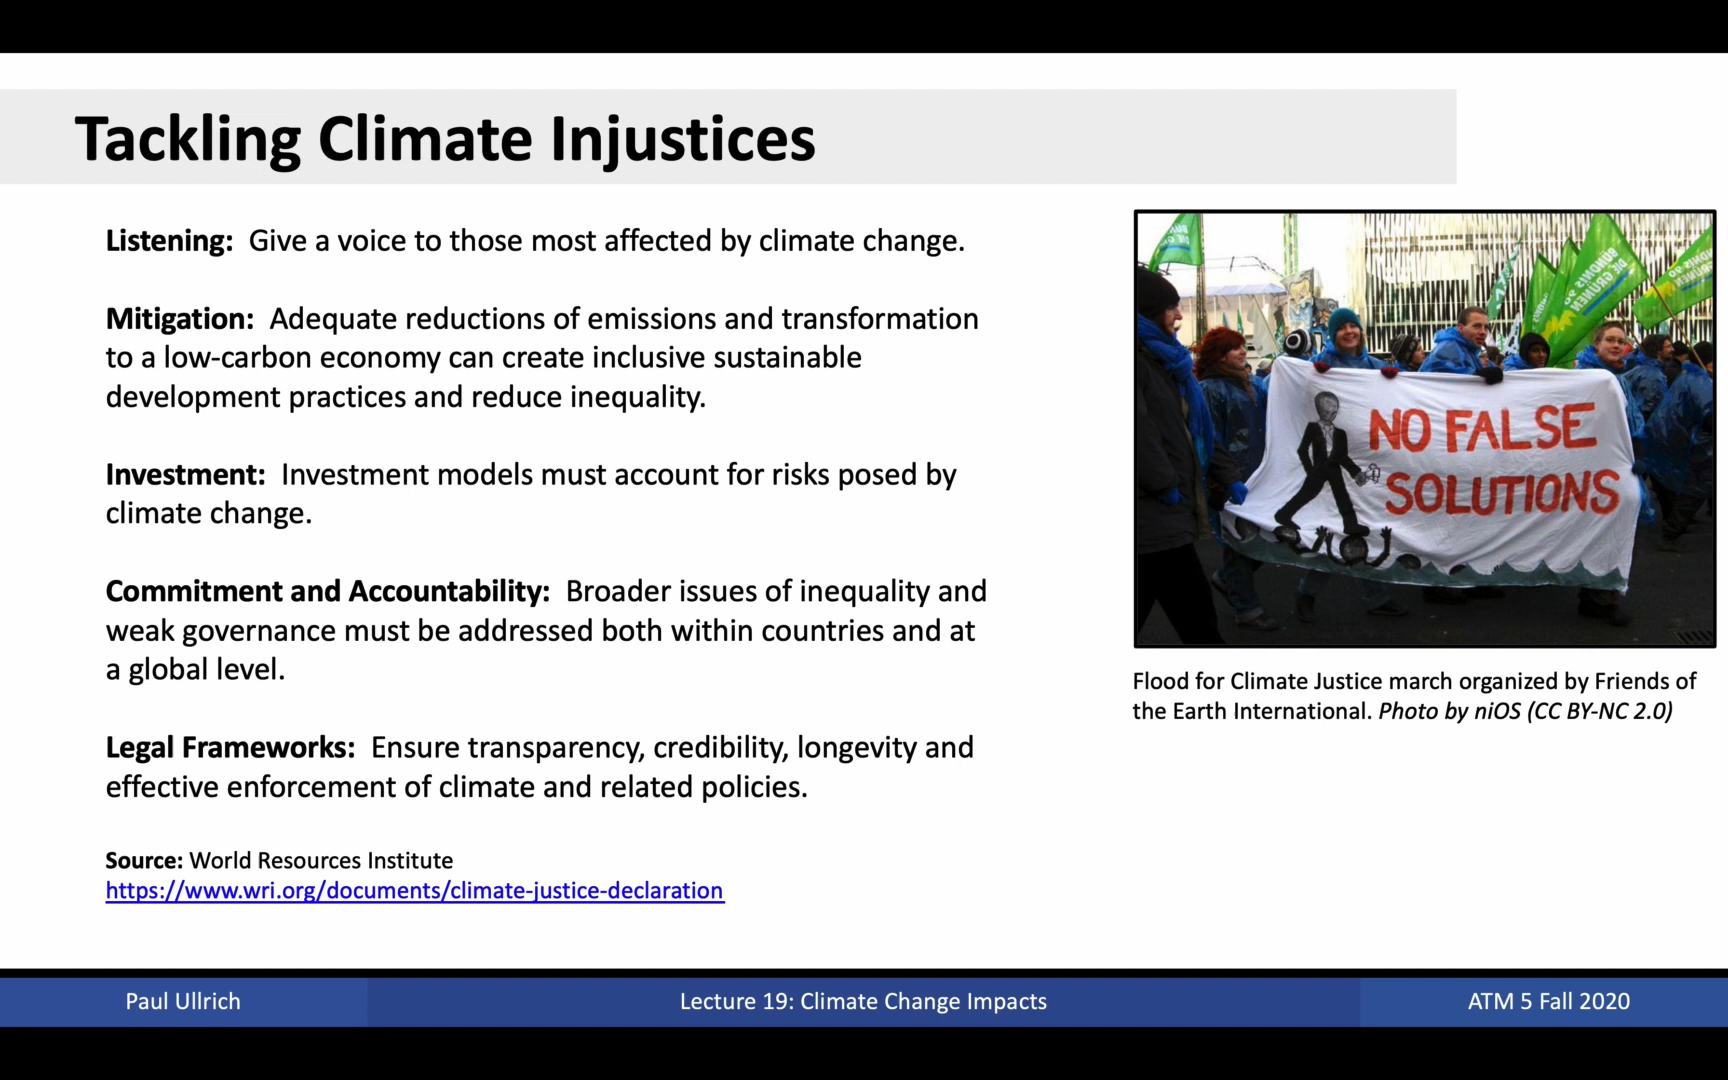 Tackling Climate Injustices
Listening: Give a voice to those most affected by climate change.
Mitigation: Adequate reductions of emissions and transformation
to a low-carbon economy can create inclusive sustainable
development practices and reduce inequality.
Investment: Investment models must account for risks posed by
climate change.
Commitment and Accountability: Broader issues of inequality and
weak governance must be addressed both within countries and at
a global level.
Legal Frameworks: Ensure transparency, credibility, longevity and
effective enforcement of climate and related policies.
Source: World Resources Institute
https://www.wri.org/documents/climate-justice-declaration
BÜNDNIS 90
DIE GRÜNEN
NO FALSE
SOLUTIONS
Flood for Climate Justice march organized by Friends of
the Earth International. Photo by niOS (CC BY-NC 2.0)
Paul Ullrich
Lecture 19: Climate Change Impacts
ATM 5 Fall 2020